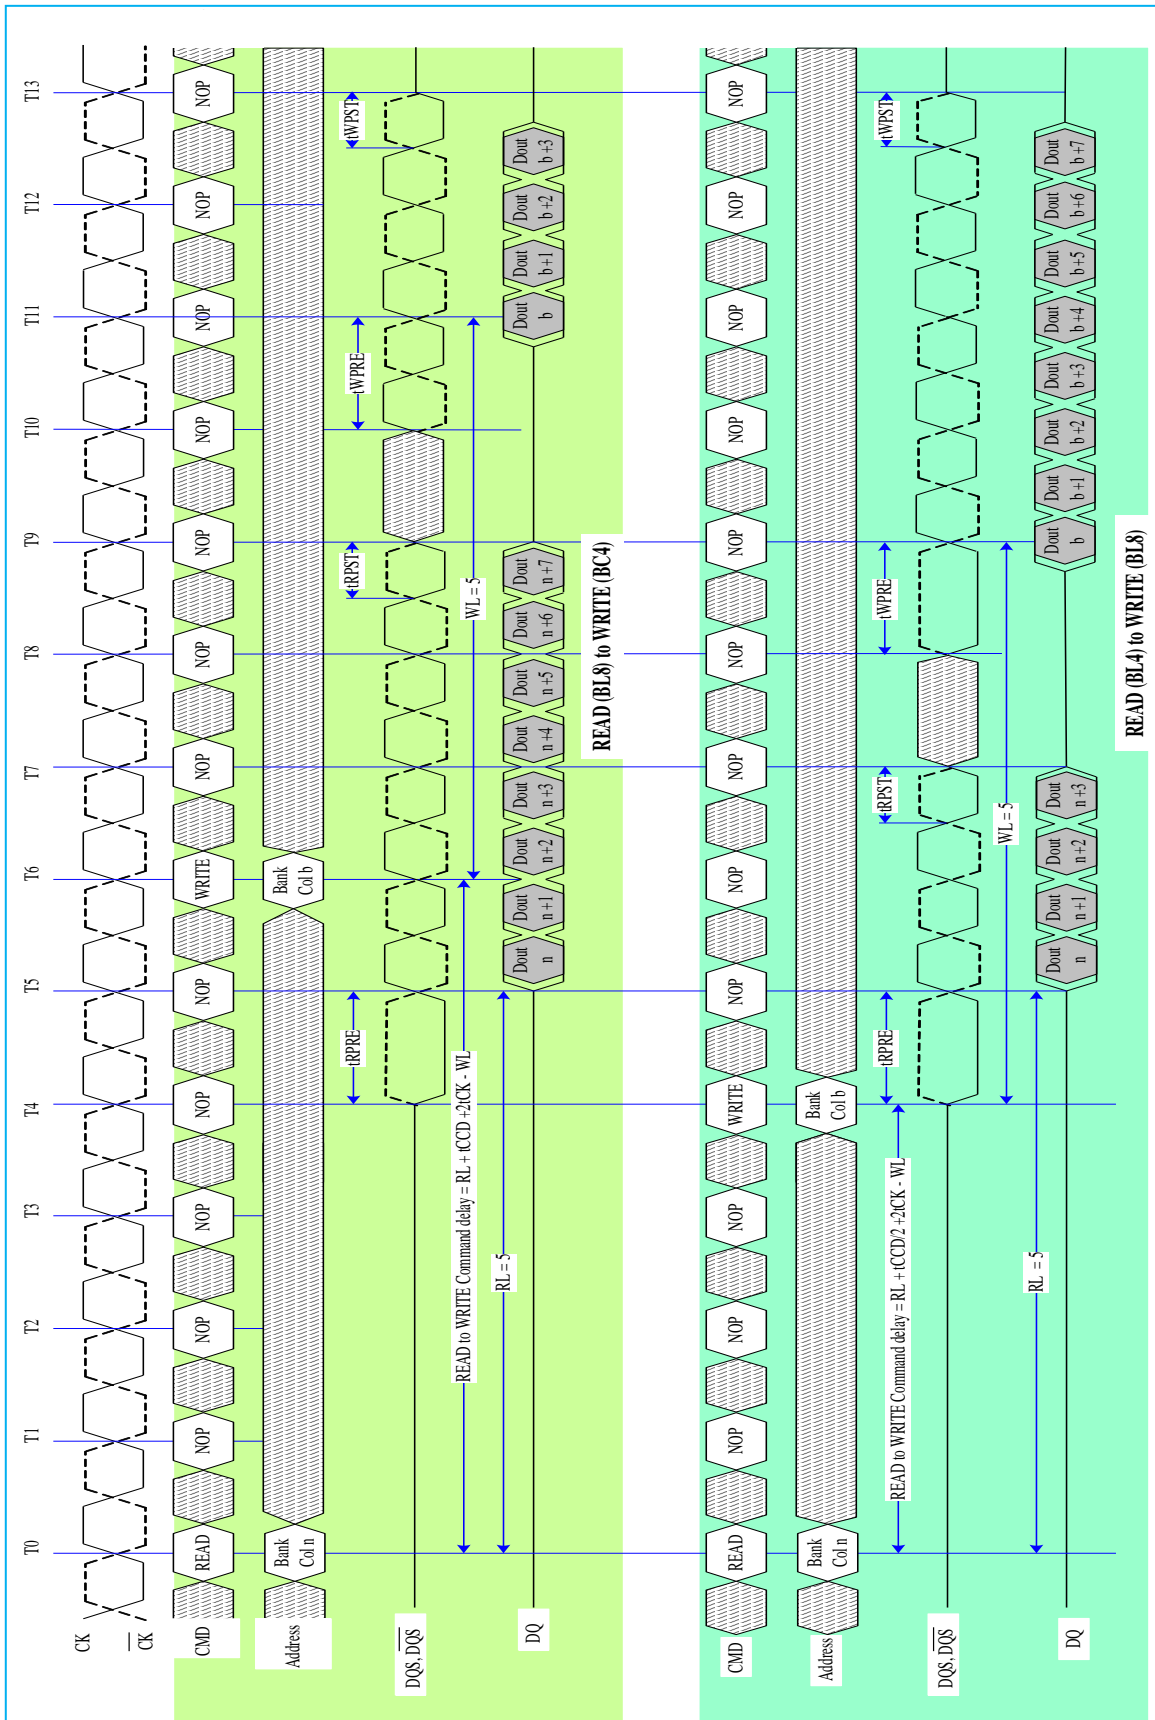 T0 T1 T2 T3 T4 T5 T6 T7 T8 T9 T10 T11 T12 T13
CK
CK
CMD READ NOP NOP NOP NOP NOP WRITE NOP NOP NOP NOP NOP NOP NOP
Bank Bank
Address Col n Col b
tRPRE tRPST tWPRE tWPST
DQS, DQS
READ to WRITE Command delay = RL + tCCD +2tCK - WL WL = 5
RL = 5
Dout Dout Dout Dout Dout Dout Dout Dout Dout Dout Dout Dout
DQ n n+1 n+2 n+3 n+4 n+5 n+6 n+7 b b+1 b+2 b+3
READ (BL8) to WRITE (BC4)
CMD READ NOP NOP NOP WRITE NOP NOP NOP NOP NOP NOP NOP NOP NOP
Bank Bank
Address Col n Col b
tRPRE tRPST tWPRE tWPST
READ to WRITE Command delay = RL + tCCD/2 +2tCK - WL
DQS, DQS
WL = 5
RL = 5
Dout Dout Dout Dout Dout Dout Dout Dout Dout Dout Dout Dout
DQ n n+1 n+2 n+3 b b+1 b+2 b+3 b+4 b+5 b+6 b+7
READ (BL4) to WRITE (BL8)